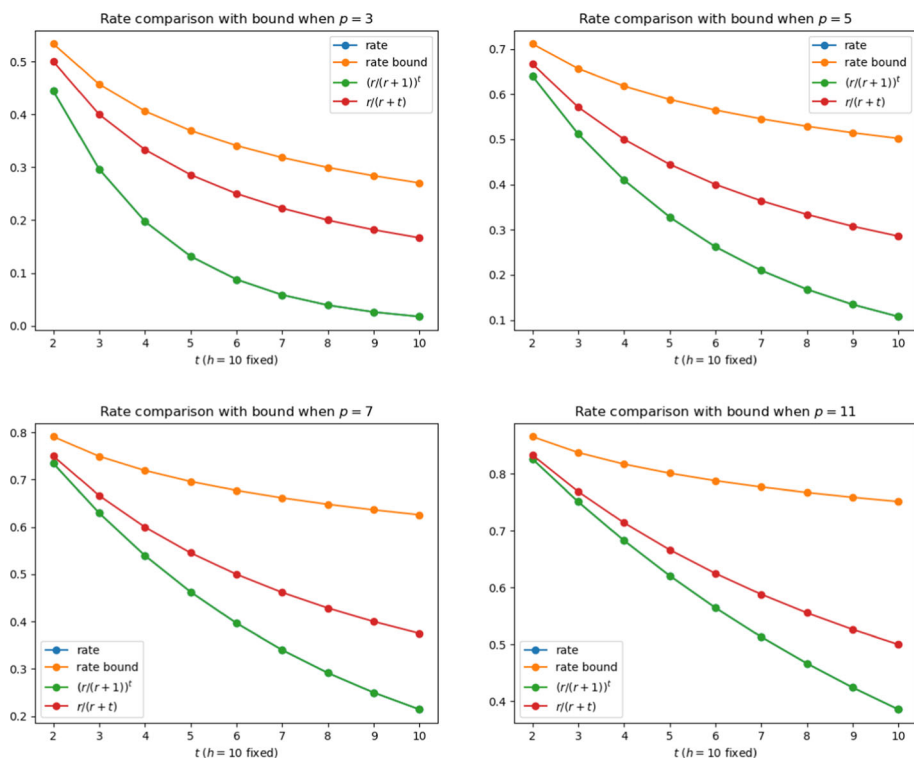 Rate comparison with bound when p = 3
0.5
0.4
0.3
0.2
0.1
0.0
rate
rate bound
(r/(r+1))^t
r/(r+t)
2 3 4 5 6 7 8 9 10
t (h = 10 fixed)
Rate comparison with bound when p = 5
0.7
0.6
0.5
0.4
0.3
0.2
0.1
rate
rate bound
(r/(r+1))^t
r/(r+t)
2 3 4 5 6 7 8 9 10
t (h = 10 fixed)
Rate comparison with bound when p = 7
0.8
0.7
0.6
0.5
0.4
0.3
0.2
rate
rate bound
(r/(r+1))^t
r/(r+t)
2 3 4 5 6 7 8 9 10
t (h = 10 fixed)
Rate comparison with bound when p = 11
0.8
0.7
0.6
0.5
0.4
rate
rate bound
(r/(r+1))^t
r/(r+t)
2 3 4 5 6 7 8 9 10
t (h = 10 fixed)